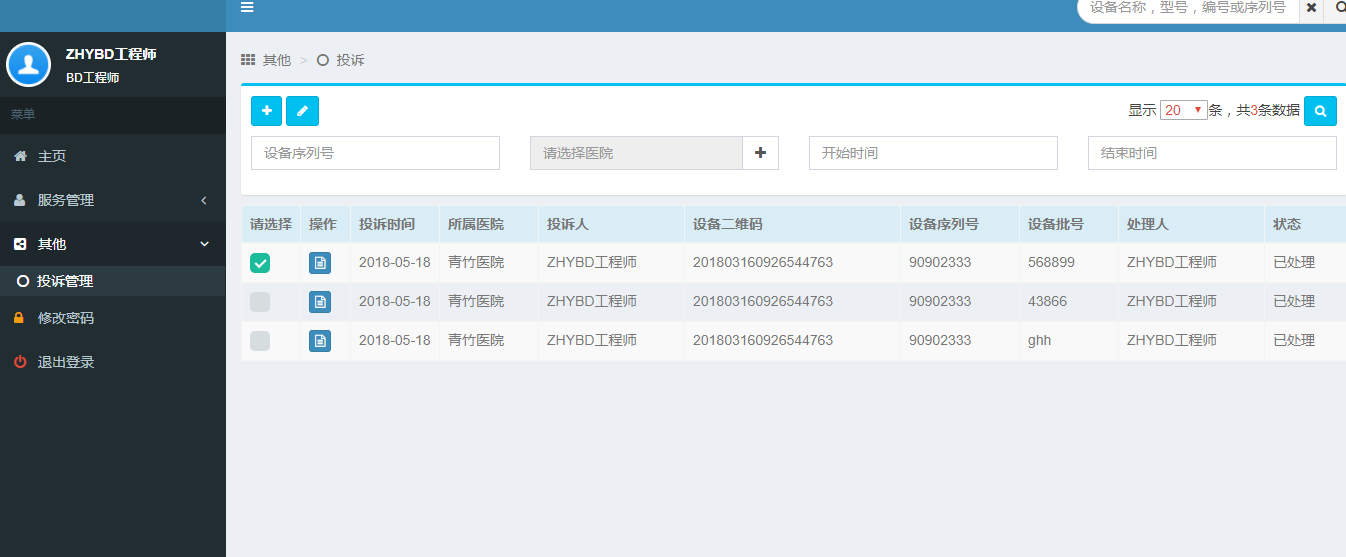 设备名称，型号，编号或序列号
ZHYBD工程师
BD工程师
菜单
主页
服务管理
其他
投诉管理
修改密码
退出登录
其他 > 投诉
显示 20 条，共3条数据
设备序列号 请选择医院 开始时间 结束时间
请选择 操作 投诉时间 所属医院 投诉人 设备二维码 设备序列号 设备批号 处理人 状态
2018-05-18 青竹医院 ZHYBD工程师 201803160926544763 90902333 568899 ZHYBD工程师 已处理
2018-05-18 青竹医院 ZHYBD工程师 201803160926544763 90902333 43866 ZHYBD工程师 已处理
2018-05-18 青竹医院 ZHYBD工程师 201803160926544763 90902333 ghh ZHYBD工程师 已处理